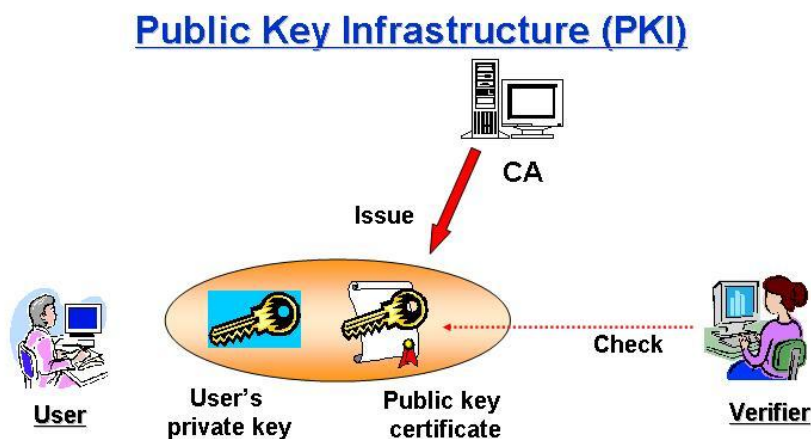 Public Key Infrastructure (PKI)
CA
Issue
Check
User
User's
private key
Public key
certificate
Verifier